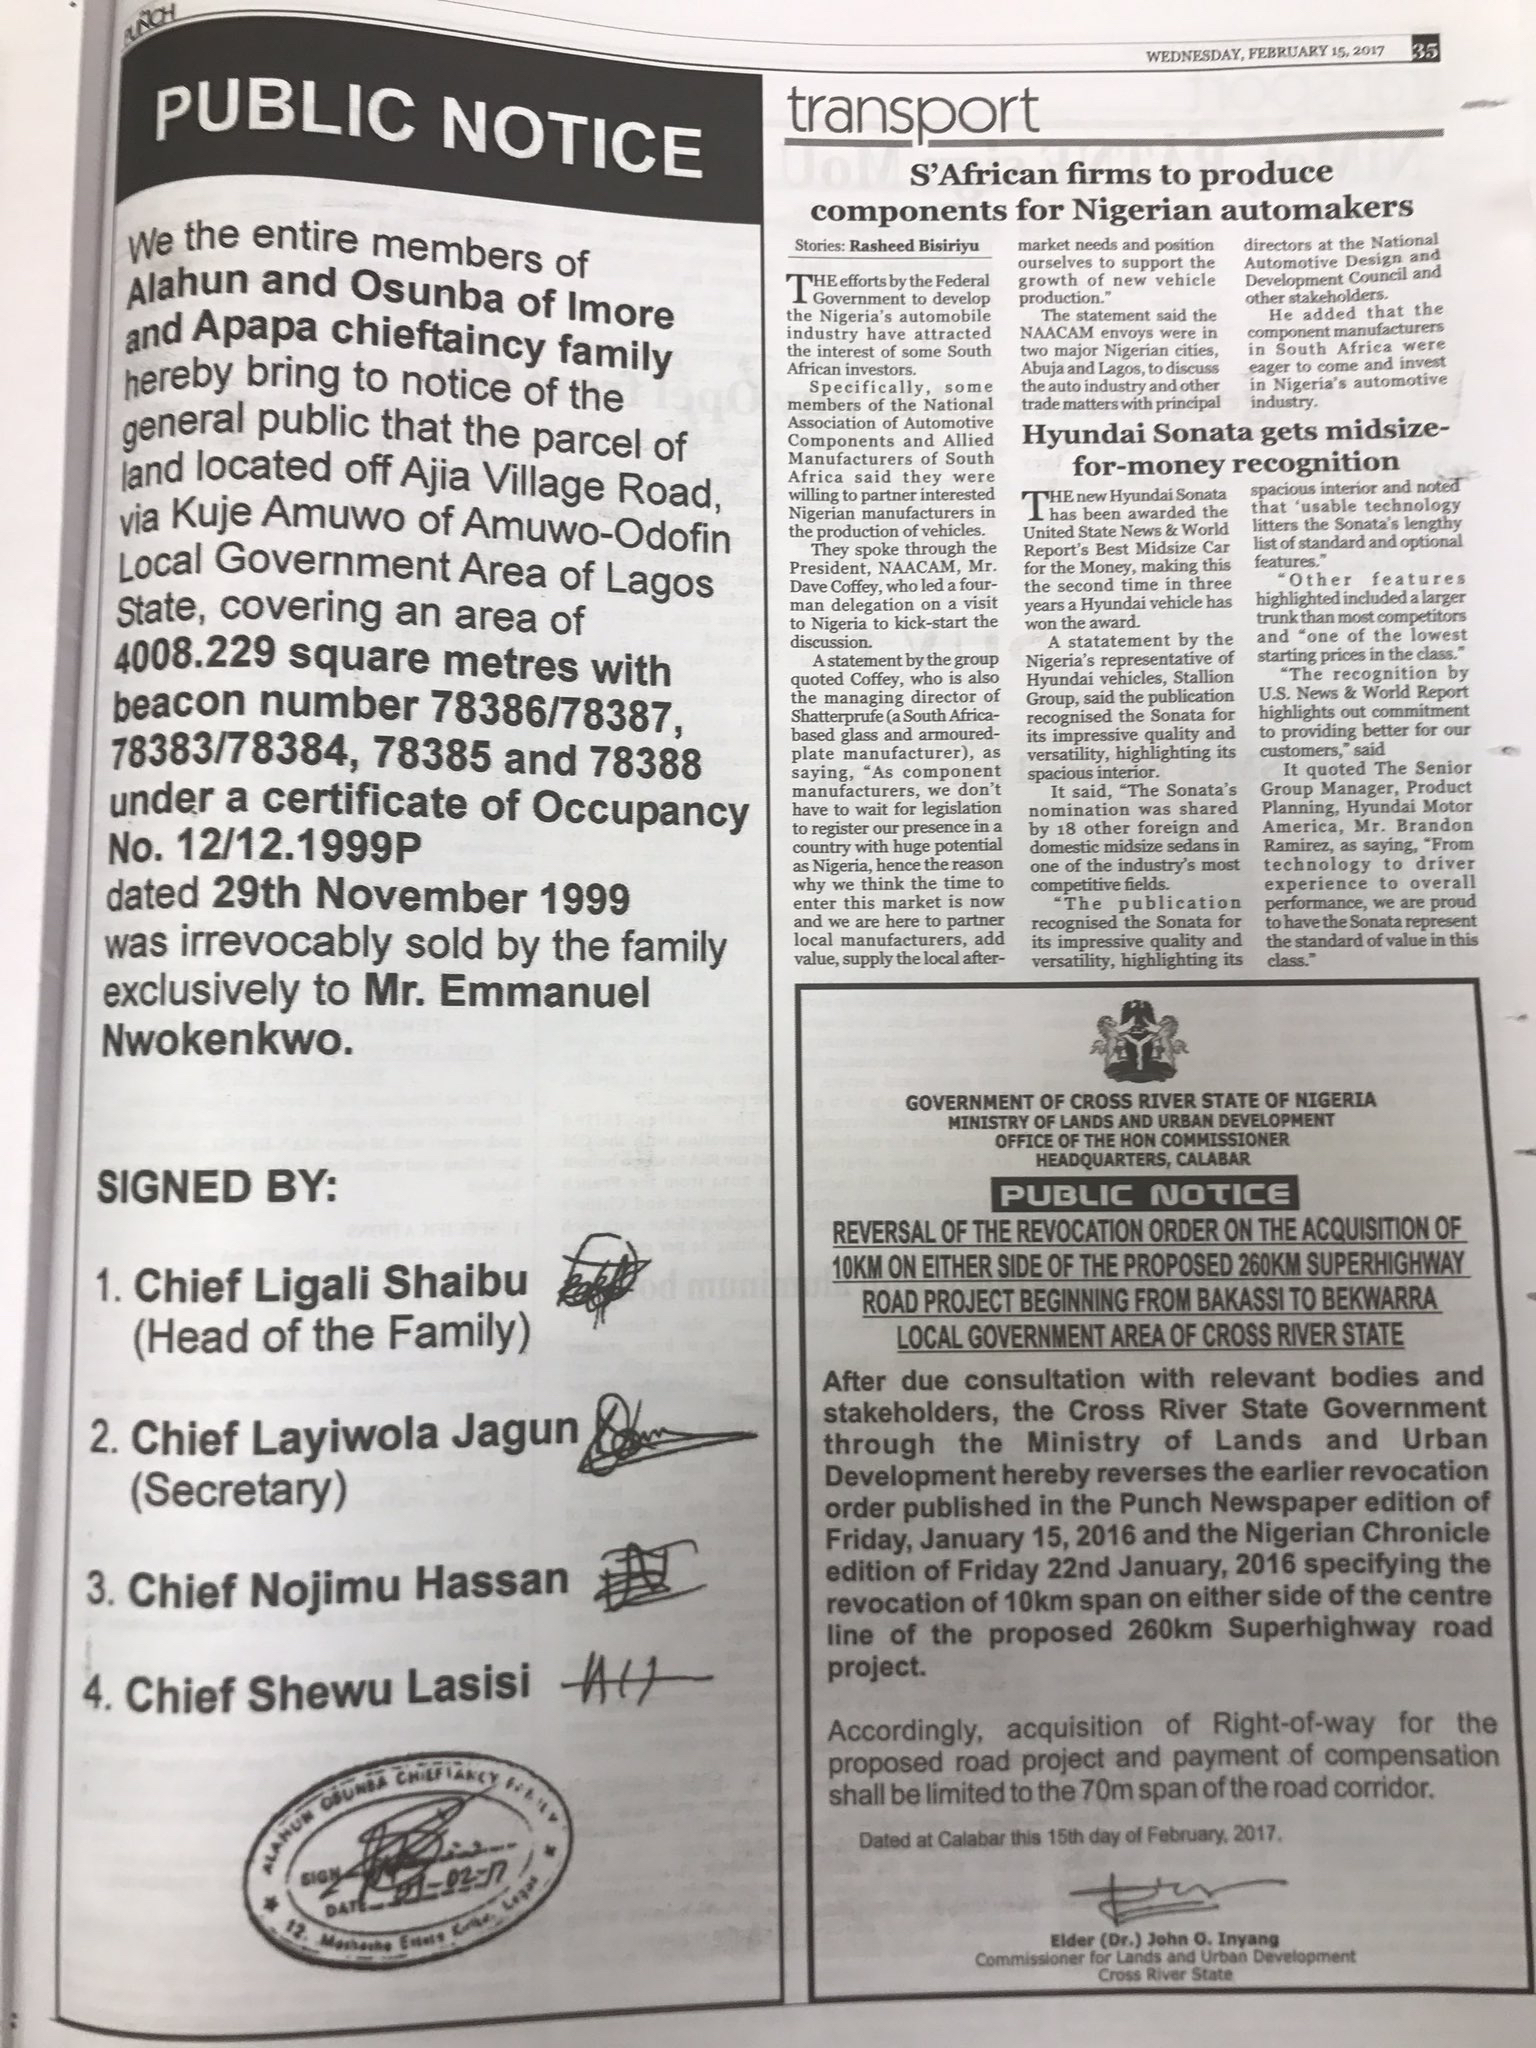 THE PUNCH
WEDNESDAY, FEBRUARY 15, 2017 35
PUBLIC NOTICE
We the entire members of
Alahun and Osunba of Imore
and Apapa chieftaincy family
hereby bring to notice of the
general public that the parcel of
land located off Ajia Village Road,
via Kuje Amuwo of Amuwo-Odofin
Local Government Area of Lagos
State, covering an area of
4008.229 square metres with
beacon number 78386/78387,
78383/78384, 78385 and 78388
under a certificate of Occupancy
No. 12/12.1999P
dated 29th November 1999
was irrevocably sold by the family
exclusively to Mr. Emmanuel
Nwokenkwo.
SIGNED BY:
1. Chief Ligali Shaibu
(Head of the Family)
2. Chief Layiwola Jagun
(Secretary)
3. Chief Nojimu Hassan
4. Chief Shewu Lasisi
ALAHUN OSUNBA CHIEFTANCY FAMILY
SIGN
DATE 01-02-17
12, Estate Lagos
transport
S'African firms to produce
components for Nigerian automakers
Stories: Rasheed Bisiriyu
THE efforts by the Federal
Government to develop
the Nigeria's automobile
industry have attracted
the interest of some South
African investors.
Specifically, some
members of the National
Association of Automotive
Components and Allied
Manufacturers of South
Africa said they were
willing to partner interested
Nigerian manufacturers in
the production of vehicles.
They spoke through the
President, NAACAM, Mr.
Dave Coffey, who led a four-
man delegation on a visit
to Nigeria to kick-start the
discussion.
A statement by the group
quoted Coffey, who is also
the managing director of
Shatterprufe (a South Africa-
based glass and armoured-
plate manufacturer), as
saying, "As component
manufacturers, we don't
have to wait for legislation
to register our presence in a
country with huge potential
as Nigeria, hence the reason
why we think the time to
enter this market is now
and we are here to partner
local manufacturers, add
value, supply the local after-
market needs and position
ourselves to support the
growth of new vehicle
production."
The statement said the
NAACAM envoys were in
two major Nigerian cities,
Abuja and Lagos, to discuss
the auto industry and other
trade matters with principal
directors at the National
Automotive Design and
Development Council and
other stakeholders.
He added that the
component manufacturers
in South Africa were
eager to come and invest
in Nigeria's automotive
industry.
Hyundai Sonata gets midsize-
for-money recognition
THE new Hyundai Sonata
has been awarded the
United State News & World
Report's Best Midsize Car
for the Money, making this
the second time in three
years a Hyundai vehicle has
won the award.
A statatement by the
Nigeria's representative of
Hyundai vehicles, Stallion
Group, said the publication
recognised the Sonata for
its impressive quality and
versatility, highlighting its
spacious interior.
It said, "The Sonata's
nomination was shared
by 18 other foreign and
domestic midsize sedans in
one of the industry's most
competitive fields.
"The publication
recognised the Sonata for
its impressive quality and
versatility, highlighting its
spacious interior and noted
that 'usable technology
litters the Sonata's lengthy
list of standard and optional
features."
"Other features
highlighted included a larger
trunk than most competitors
and "one of the lowest
starting prices in the class."
"The recognition by
U.S. News & World Report
highlights out commitment
to providing better for our
customers," said
It quoted The Senior
Group Manager, Product
Planning, Hyundai Motor
America, Mr. Brandon
Ramirez, as saying, "From
technology to driver
experience to overall
performance, we are proud
to have the Sonata represent
the standard of value in this
class."
GOVERNMENT OF CROSS RIVER STATE OF NIGERIA
MINISTRY OF LANDS AND URBAN DEVELOPMENT
OFFICE OF THE HON COMMISSIONER
HEADQUARTERS, CALABAR
PUBLIC NOTICE
REVERSAL OF THE REVOCATION ORDER ON THE ACQUISITION OF
10KM ON EITHER SIDE OF THE PROPOSED 260KM SUPERHIGHWAY
ROAD PROJECT BEGINNING FROM BAKASSI TO BEKWARRA
LOCAL GOVERNMENT AREA OF CROSS RIVER STATE
After due consultation with relevant bodies and
stakeholders, the Cross River State Government
through the Ministry of Lands and Urban
Development hereby reverses the earlier revocation
order published in the Punch Newspaper edition of
Friday, January 15, 2016 and the Nigerian Chronicle
edition of Friday 22nd January, 2016 specifying the
revocation of 10km span on either side of the centre
line of the proposed 260km Superhighway road
project.
Accordingly, acquisition of Right-of-way for the
proposed road project and payment of compensation
shall be limited to the 70m span of the road corridor.
Dated at Calabar this 15th day of February, 2017.
Elder (Dr.) John O. Inyang
Commissioner for Lands and Urban Development
Cross River State